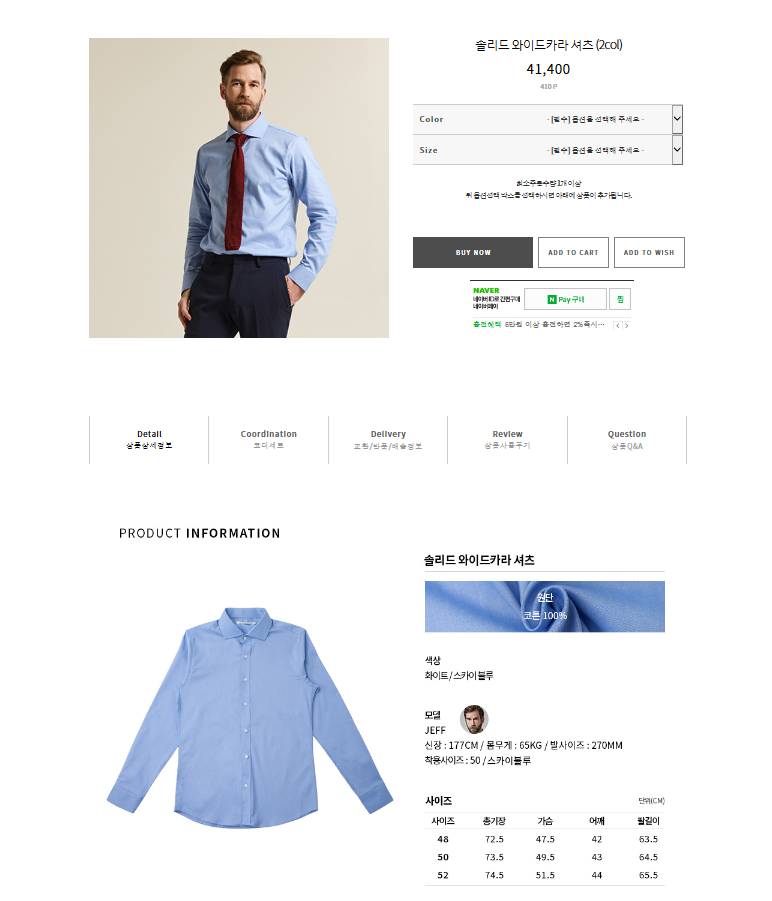 솔리드 와이드카라 셔츠 (2col)
41,400
410 P
Color
- [필수] 옵션을 선택해 주세요 -
Size
- [필수] 옵션을 선택해 주세요 -
최소주문수량 1개 이상
위 옵션선택 박스를 선택하시면 아래에 상품이 추가됩니다.
BUY NOW
ADD TO CART
ADD TO WISH
NAVER
네이버ID로 간편구매
네이버페이
N Pay 구매
찜
충전혜택 6만원 이상 충전하면 2%즉시…
Detail
상품상세정보
Coordination
코디세트
Delivery
교환/반품/배송정보
Review
상품사용후기
Question
상품Q&A
PRODUCT INFORMATION
솔리드 와이드카라 셔츠
원단
코튼 100%
색상
화이트 / 스카이블루
모델
JEFF
신장 : 177CM / 몸무게 : 65KG / 발사이즈 : 270MM
착용사이즈 : 50 / 스카이블루
사이즈 단위(CM)
사이즈 총기장 가슴 어깨 팔길이
48 72.5 47.5 42 63.5
50 73.5 49.5 43 64.5
52 74.5 51.5 44 65.5